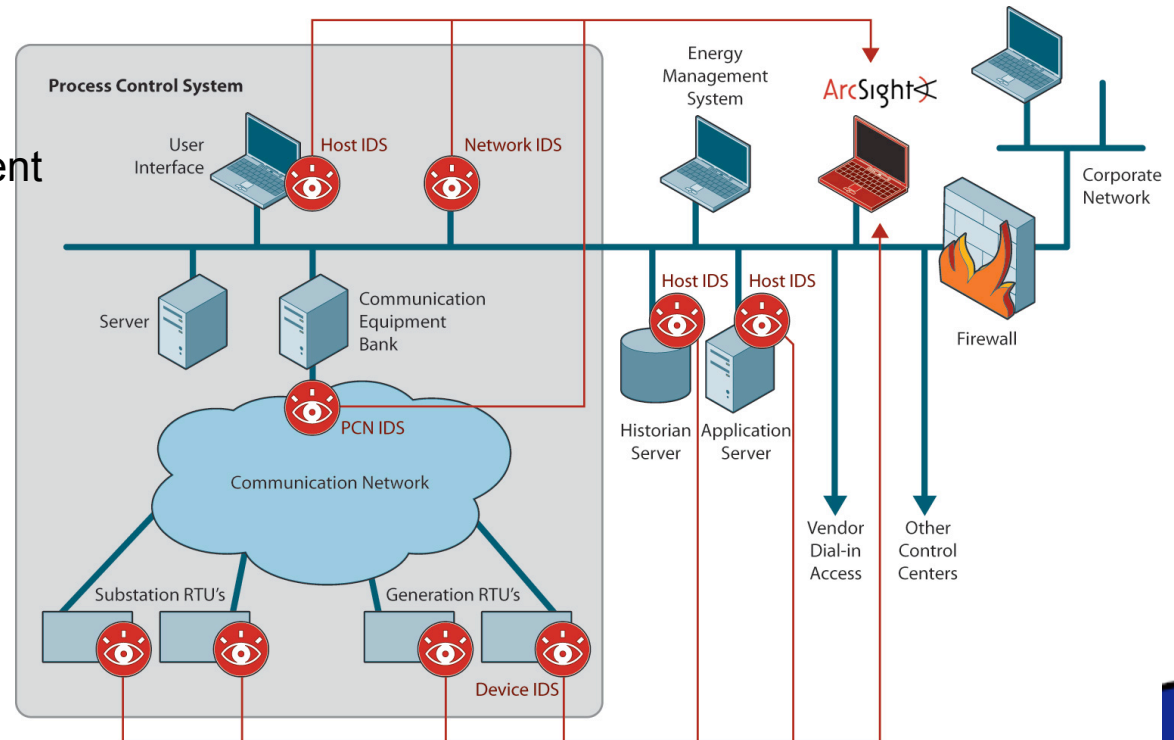 Process Control System
ent
User
Interface
Host IDS
Network IDS
Energy
Management
System
ArcSight
Corporate
Network
Server
Communication
Equipment
Bank
Host IDS
Host IDS
Firewall
PCN IDS
Historian
Server
Application
Server
Communication Network
Vendor
Dial-in
Access
Other
Control
Centers
Substation RTU's
Generation RTU's
Device IDS